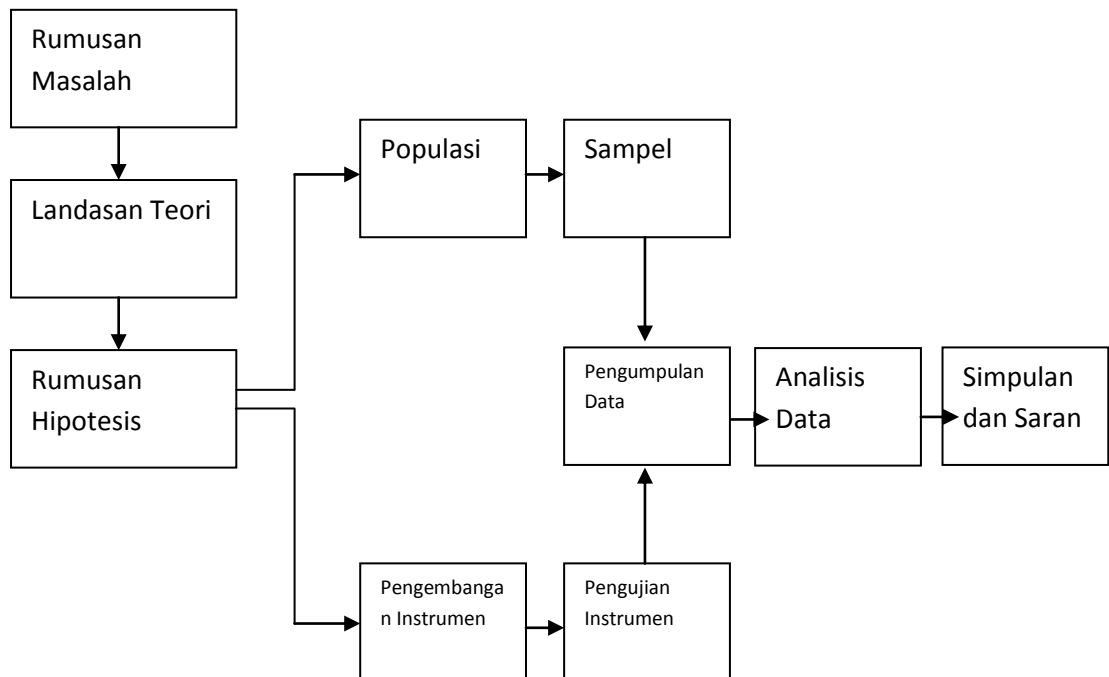 Rumusan
Masalah
Landasan Teori
Rumusan
Hipotesis
Populasi
Sampel
Pengumpulan
Data
Analisis
Data
Simpulan
dan Saran
Pengembanga
n Instrumen
Pengujian
Instrumen